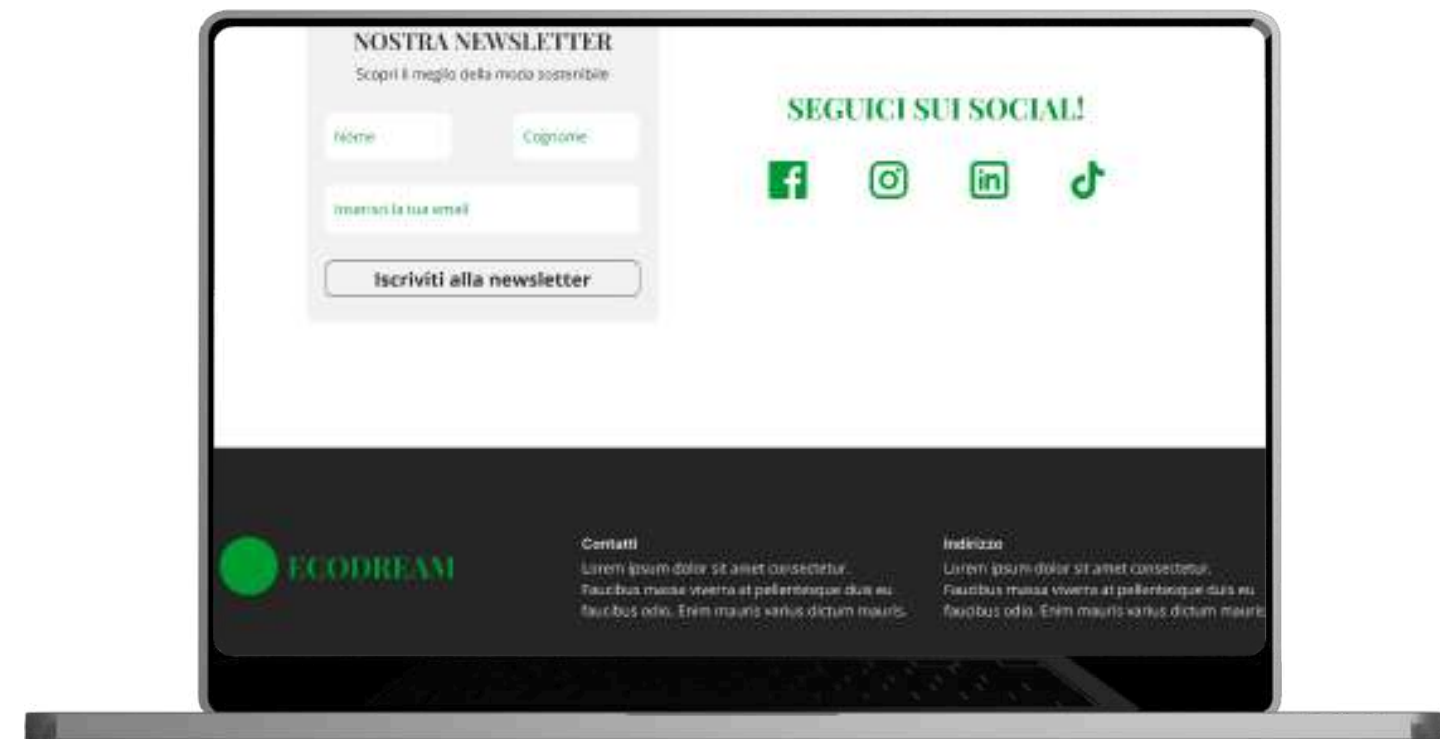 NOSTRA NEWSLETTER
Scopri il meglio della moda sostenibile
Nome
Cognome
Inserisci la tua email
Iscriviti alla newsletter
SEGUICI SUI SOCIAL!
ECODREAM
Contatti
Lorem ipsum dolor sit amet consectetur.
Faucibus massa viverra at pellentesque duis eu
faucibus odio. Enim mauris varius dictum mauris.
Indirizzo
Lorem ipsum dolor sit amet consectetur.
Faucibus massa viverra at pellentesque duis eu
faucibus odio. Enim mauris varius dictum mauris